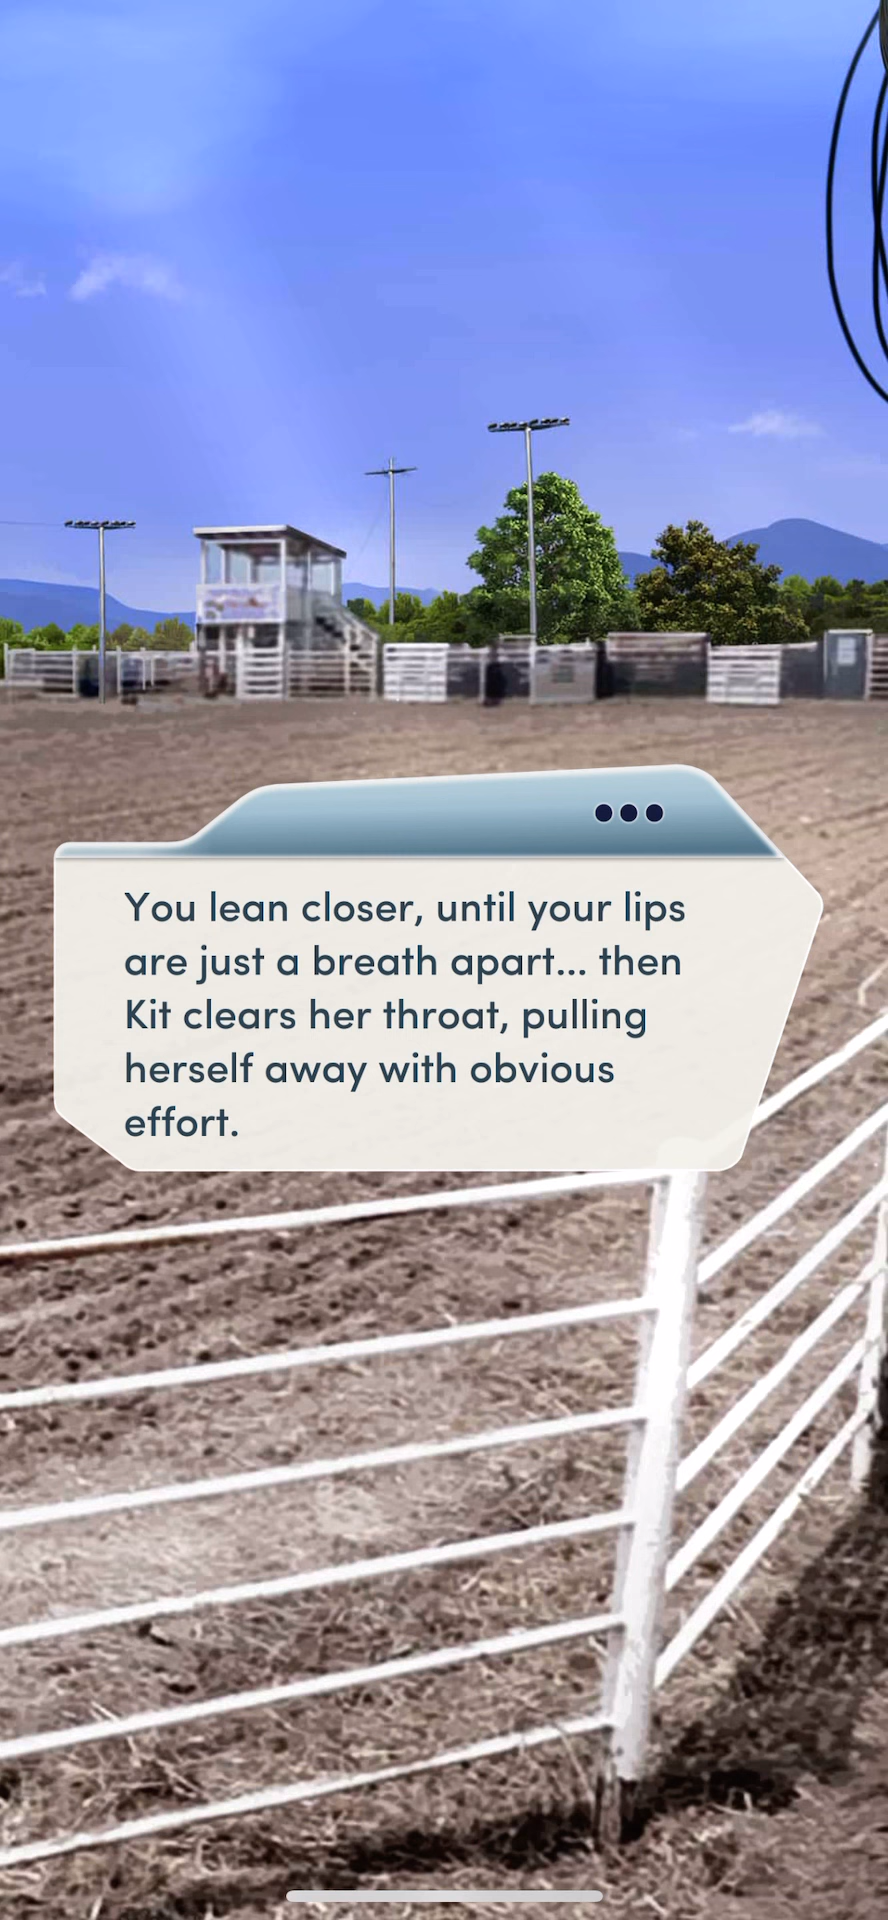 You lean closer, until your lips
are just a breath apart... then
Kit clears her throat, pulling
herself away with obvious
effort.